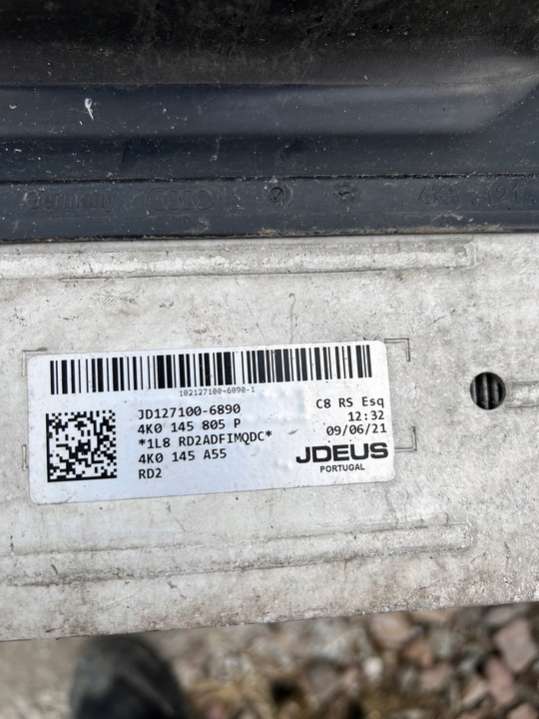 Germany
102127100-6890-1
JD127100-6890
4K0 145 805 P
*1L8 RD2ADFIMQDC*
4K0 145 A55
RD2
C8 RS Esq
12:32
09/06/21
JDEUS
PORTUGAL